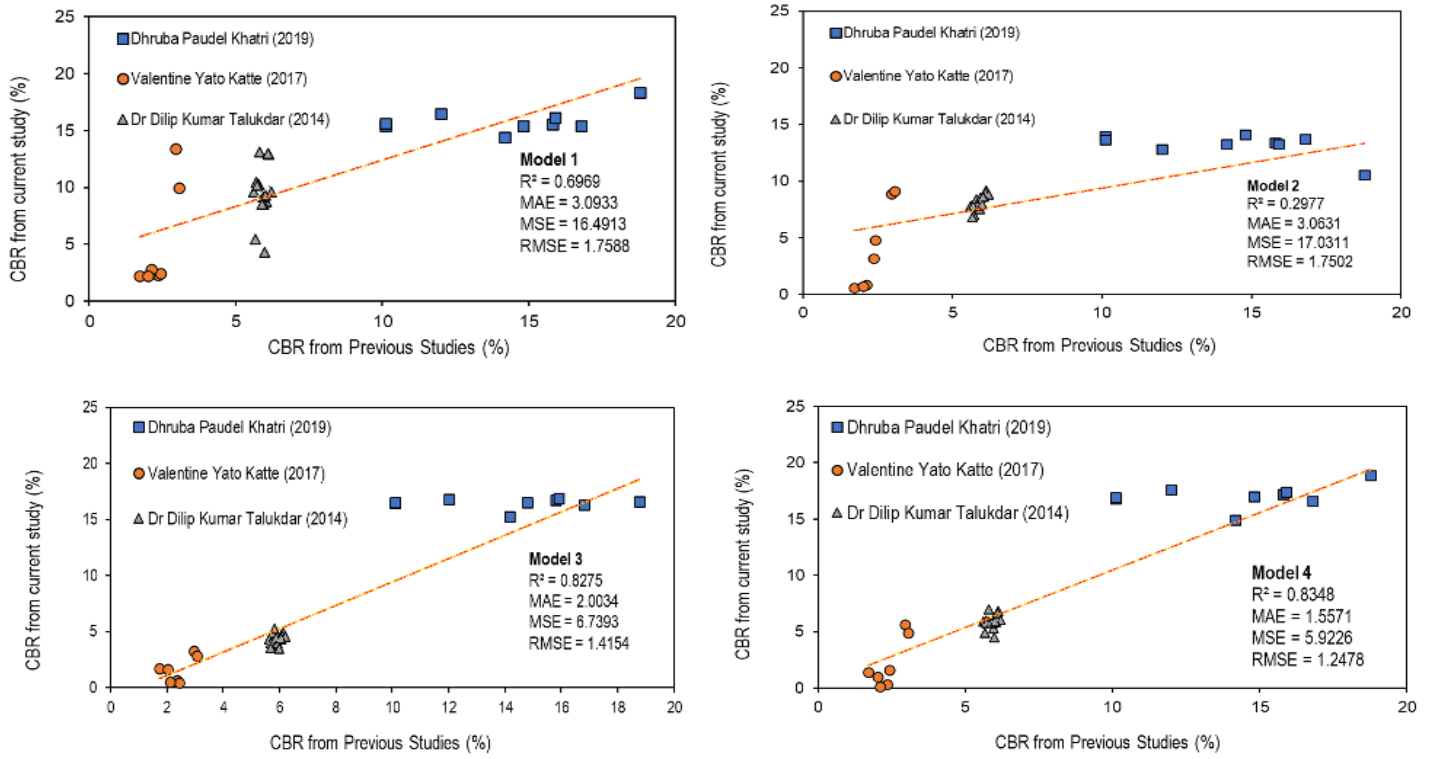 25
20
15
10
5
0
0
5
10
15
20
CBR from current study (%)
CBR from Previous Studies (%)
Dhruba Paudel Khatri (2019)
Valentine Yato Katte (2017)
Dr Dilip Kumar Talukdar (2014)
Model 1
R² = 0.6969
MAE = 3.0933
MSE = 16.4913
RMSE = 1.7588
25
20
15
10
5
0
0
5
10
15
20
CBR from current study (%)
CBR from Previous Studies (%)
Dhruba Paudel Khatri (2019)
Valentine Yato Katte (2017)
Dr Dilip Kumar Talukdar (2014)
Model 2
R² = 0.2977
MAE = 3.0631
MSE = 17.0311
RMSE = 1.7502
25
20
15
10
5
0
0
2
4
6
8
10
12
14
16
18
20
CBR from current study (%)
CBR from Previous Studies (%)
Dhruba Paudel Khatri (2019)
Valentine Yato Katte (2017)
Dr Dilip Kumar Talukdar (2014)
Model 3
R² = 0.8275
MAE = 2.0034
MSE = 6.7393
RMSE = 1.4154
25
20
15
10
5
0
0
5
10
15
20
CBR from current study (%)
CBR from Previous Studies (%)
Dhruba Paudel Khatri (2019)
Valentine Yato Katte (2017)
Dr Dilip Kumar Talukdar (2014)
Model 4
R² = 0.8348
MAE = 1.5571
MSE = 5.9226
RMSE = 1.2478